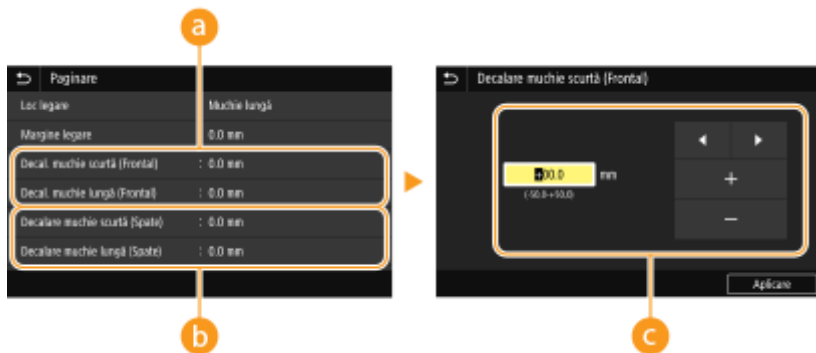 a
Paginare
Loc legare Muchie lungă
Margine legare 0.0 mm
Decal. muchie scurtă (Frontal) : 0.0 mm
Decal. muchie lungă (Frontal) : 0.0 mm
Decalare muchie scurtă (Spate) : 0.0 mm
Decalare muchie lungă (Spate) : 0.0 mm
b
Decalare muchie scurtă (Frontal)
+00.0 mm
(-50.0-+50.0)
+
−
Aplicare
c